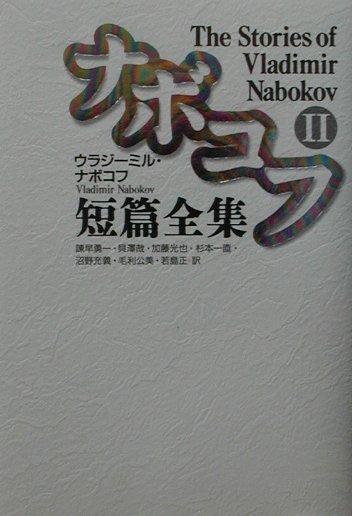 The Stories of
Vladimir
Nabokov
II
ナボコフ
ウラジーミル・
ナボコフ
Vladimir Nabokov
短篇全集
諫早勇一・貝澤哉・加藤光也・杉本一直・
沼野充義・毛利公美・若島正 訳